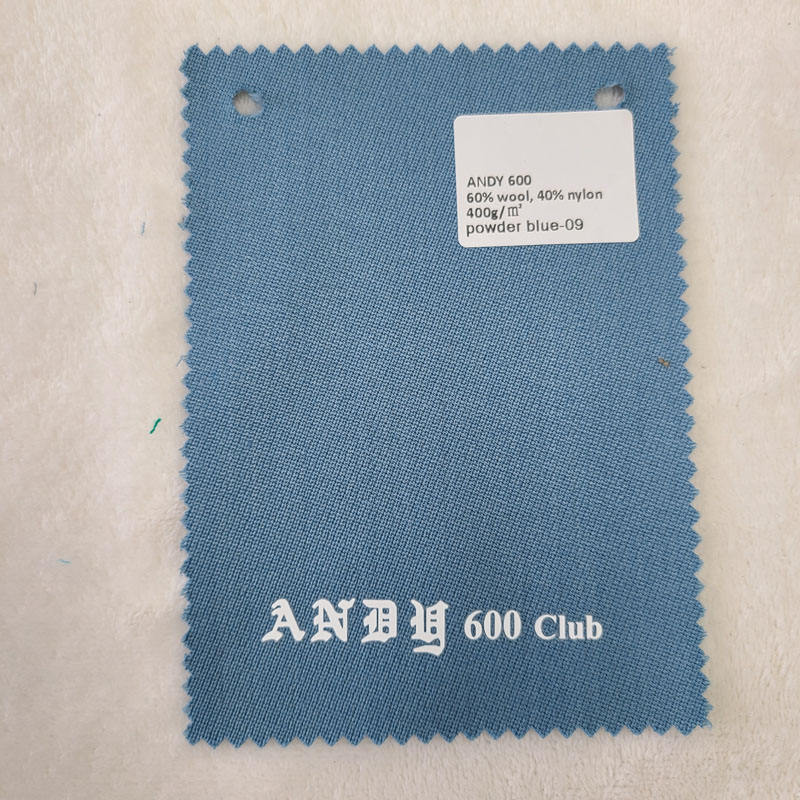 ANDY 600
60% wool, 40% nylon
400g/㎡
powder blue-09
ANDY 600 Club